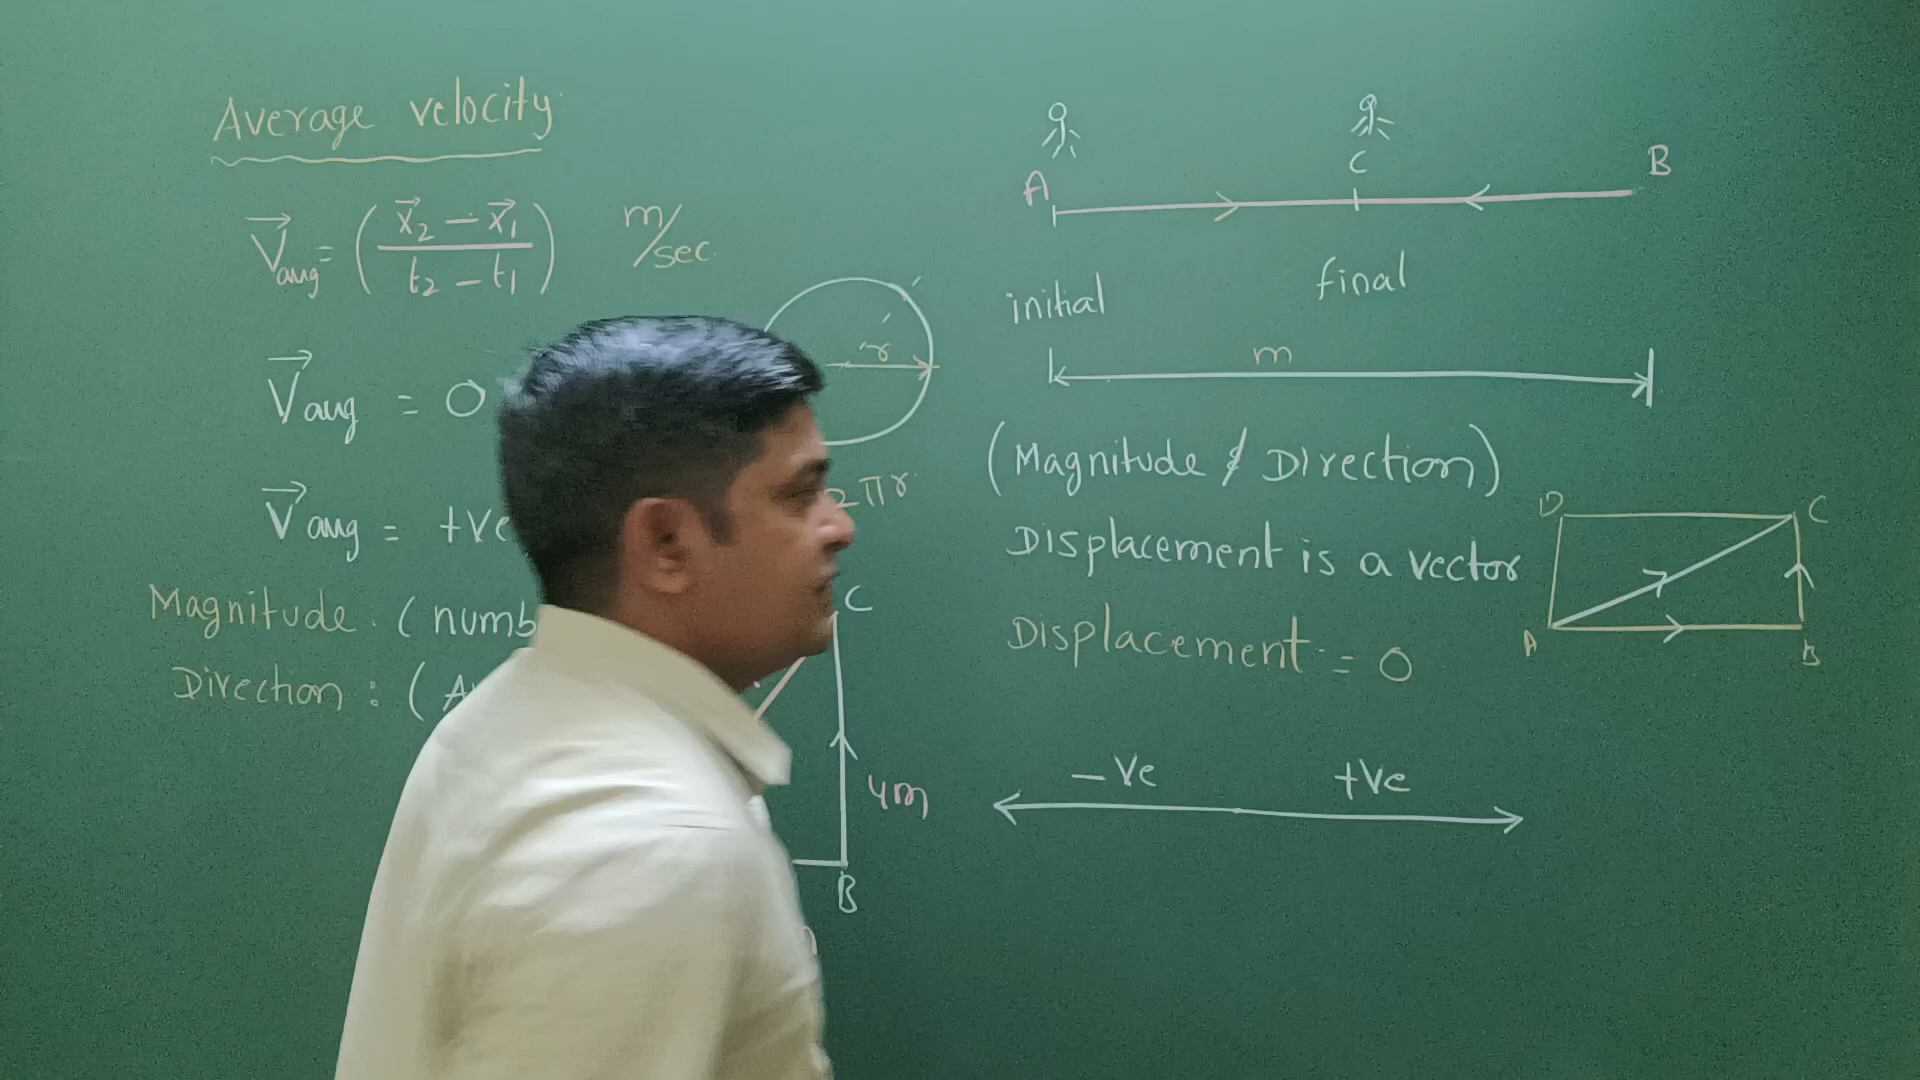 Average velocity
V⃗avg = ( x⃗2 − x⃗1 / t2 − t1 ) m/sec.
V⃗avg = 0
V⃗avg = +ve
Magnitude. (
Direction : (
r
2πr
C
4m
B
A C B
initial final
m
(Magnitude & Direction)
Displacement is a vector
Displacement = 0
−ve +ve
D C
A B